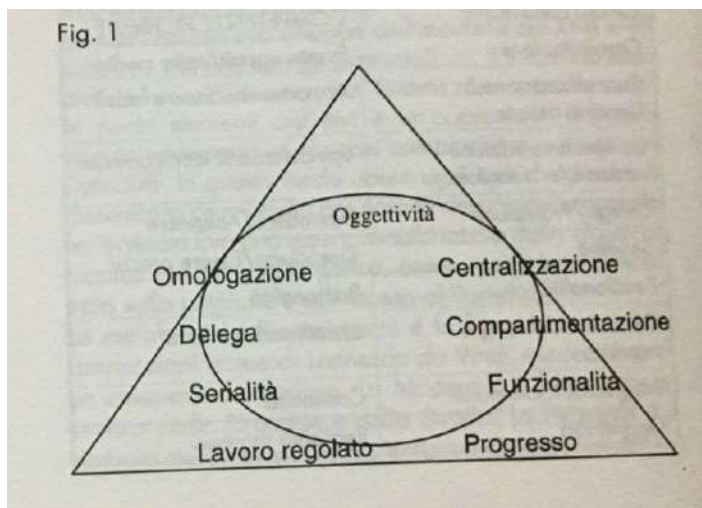 Fig. 1
Oggettività
Omologazione
Centralizzazione
Delega
Compartimentazione
Serialità
Funzionalità
Lavoro regolato
Progresso